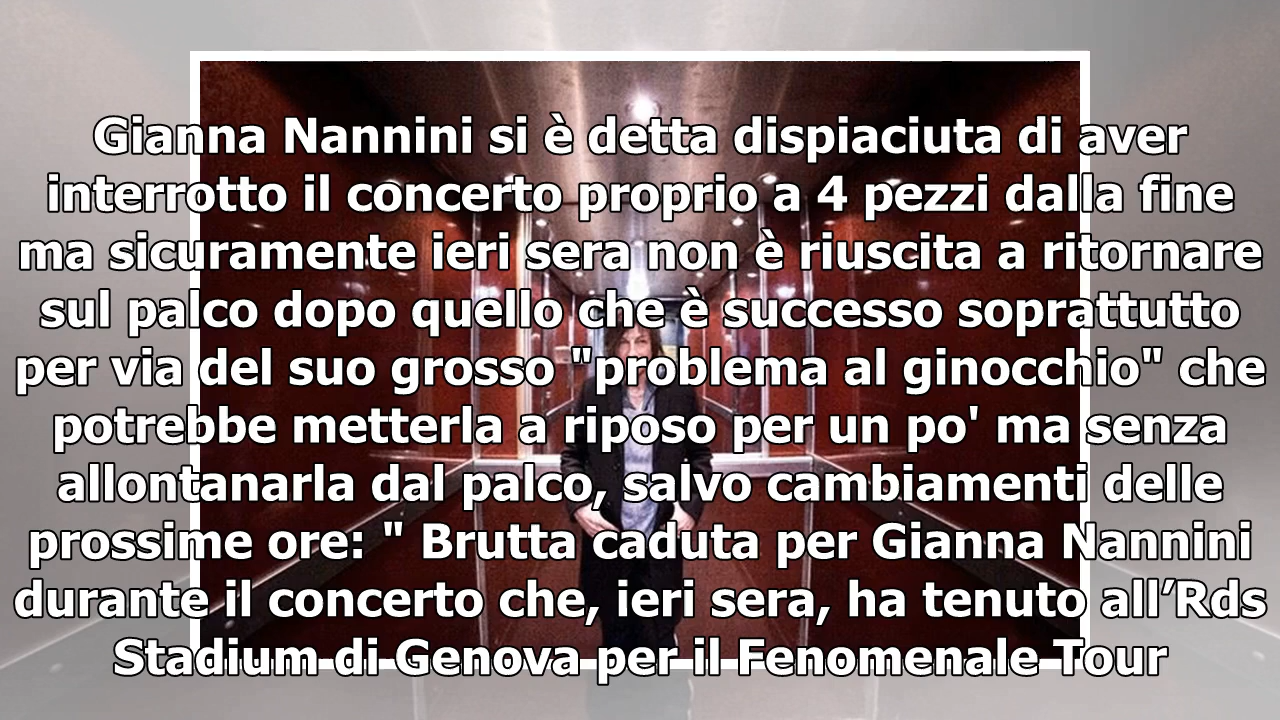 Gianna Nannini si è detta dispiaciuta di aver
interrotto il concerto proprio a 4 pezzi dalla fine
ma sicuramente ieri sera non è riuscita a ritornare
sul palco dopo quello che è successo soprattutto
per via del suo grosso "problema al ginocchio" che
potrebbe metterla a riposo per un po' ma senza
allontanarla dal palco, salvo cambiamenti delle
prossime ore: " Brutta caduta per Gianna Nannini
durante il concerto che, ieri sera, ha tenuto all’Rds
Stadium di Genova per il Fenomenale Tour